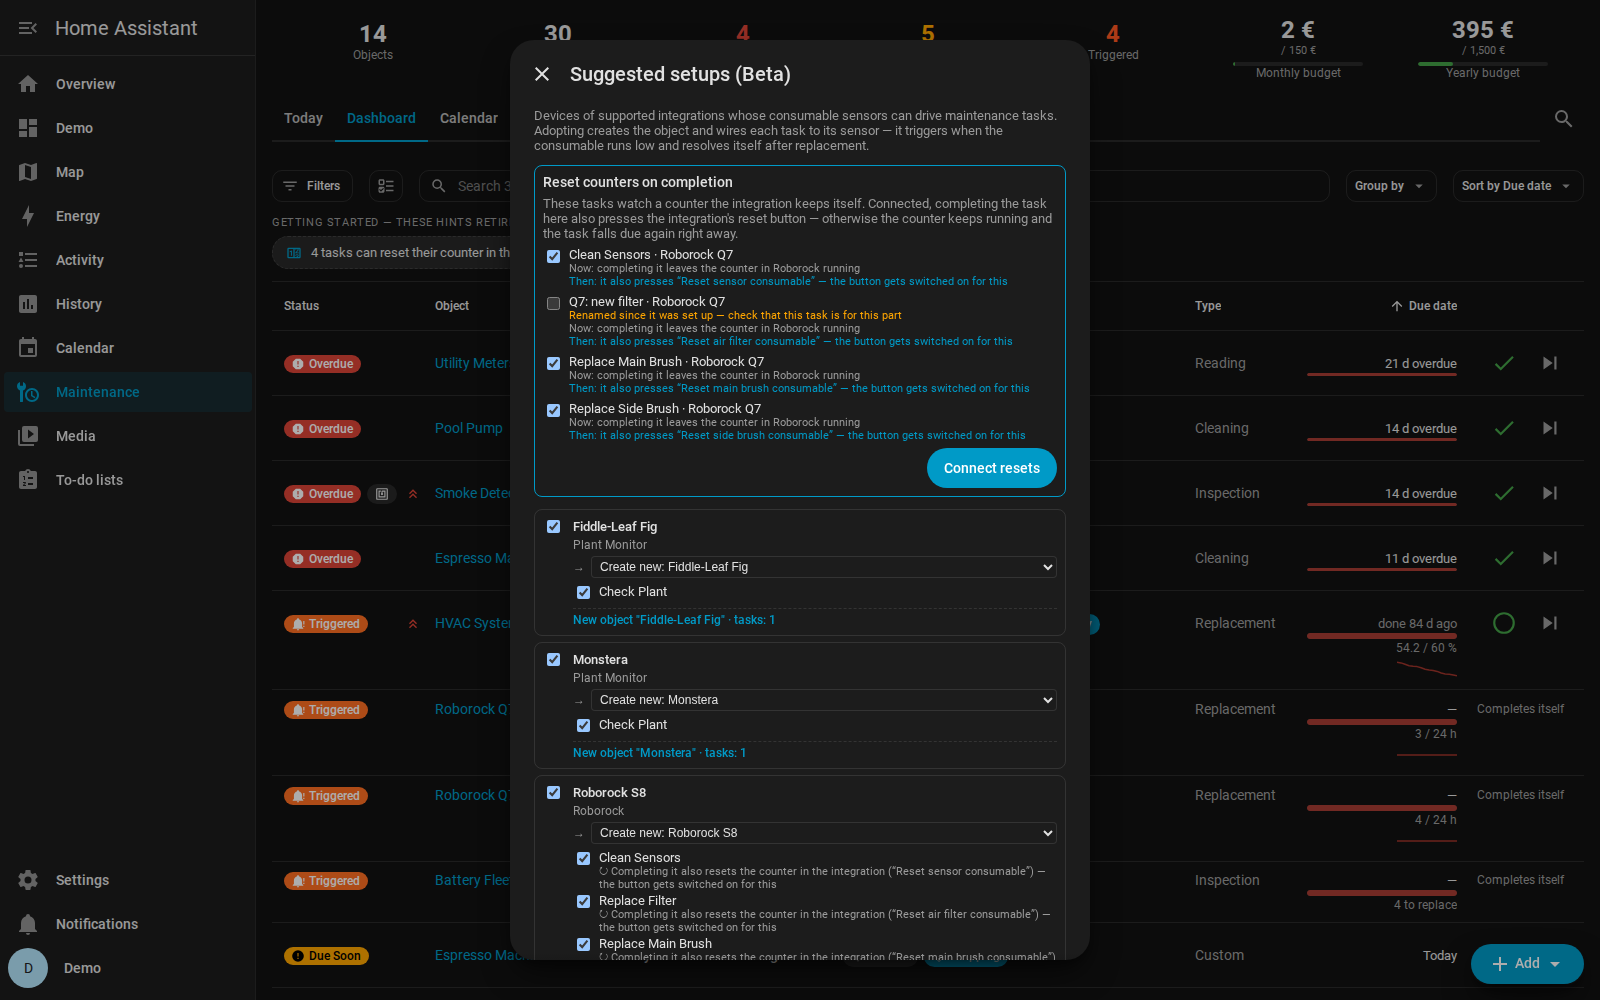 Home Assistant
Overview
Demo
Map
Energy
Activity
History
Calendar
Maintenance
Media
To-do lists
Settings
Notifications
D
Demo
14
Objects
30
4
5
4
Triggered
2 €
/ 150 €
Monthly budget
395 €
/ 1,500 €
Yearly budget
Today
Dashboard
Calendar
Filters
Search 3
Group by
Sort by Due date
GETTING STARTED — THESE HINTS RETIR
4 tasks can reset their counter in th
Status
Object
Type
Due date
Overdue
Utility Meter
Reading
21 d overdue
Overdue
Pool Pump
Cleaning
14 d overdue
Overdue
Smoke Dete
Inspection
14 d overdue
Overdue
Espresso Ma
Cleaning
11 d overdue
Triggered
HVAC Syste
Replacement
done 84 d ago
54.2 / 60 %
Triggered
Roborock Q
Replacement
—
3 / 24 h
Completes itself
Triggered
Roborock Q
Replacement
—
4 / 24 h
Completes itself
Triggered
Battery Flee
Inspection
—
4 to replace
Completes itself
Due Soon
Espresso Mac
Custom
Today
Add
Suggested setups (Beta)
Devices of supported integrations whose consumable sensors can drive maintenance tasks.
Adopting creates the object and wires each task to its sensor — it triggers when the
consumable runs low and resolves itself after replacement.
Reset counters on completion
These tasks watch a counter the integration keeps itself. Connected, completing the task
here also presses the integration's reset button — otherwise the counter keeps running and
the task falls due again right away.
Clean Sensors · Roborock Q7
Now: completing it leaves the counter in Roborock running
Then: it also presses “Reset sensor consumable” — the button gets switched on for this
Q7: new filter · Roborock Q7
Renamed since it was set up — check that this task is for this part
Now: completing it leaves the counter in Roborock running
Then: it also presses “Reset air filter consumable” — the button gets switched on for this
Replace Main Brush · Roborock Q7
Now: completing it leaves the counter in Roborock running
Then: it also presses “Reset main brush consumable” — the button gets switched on for this
Replace Side Brush · Roborock Q7
Now: completing it leaves the counter in Roborock running
Then: it also presses “Reset side brush consumable” — the button gets switched on for this
Connect resets
Fiddle-Leaf Fig
Plant Monitor
→ Create new: Fiddle-Leaf Fig
Check Plant
New object "Fiddle-Leaf Fig" · tasks: 1
Monstera
Plant Monitor
→ Create new: Monstera
Check Plant
New object "Monstera" · tasks: 1
Roborock S8
Roborock
→ Create new: Roborock S8
Clean Sensors
↻ Completing it also resets the counter in the integration (“Reset sensor consumable”) —
the button gets switched on for this
Replace Filter
↻ Completing it also resets the counter in the integration (“Reset air filter consumable”) —
the button gets switched on for this
Replace Main Brush
↻ Completing it also resets the counter in the integration (“Reset main brush consumable”)